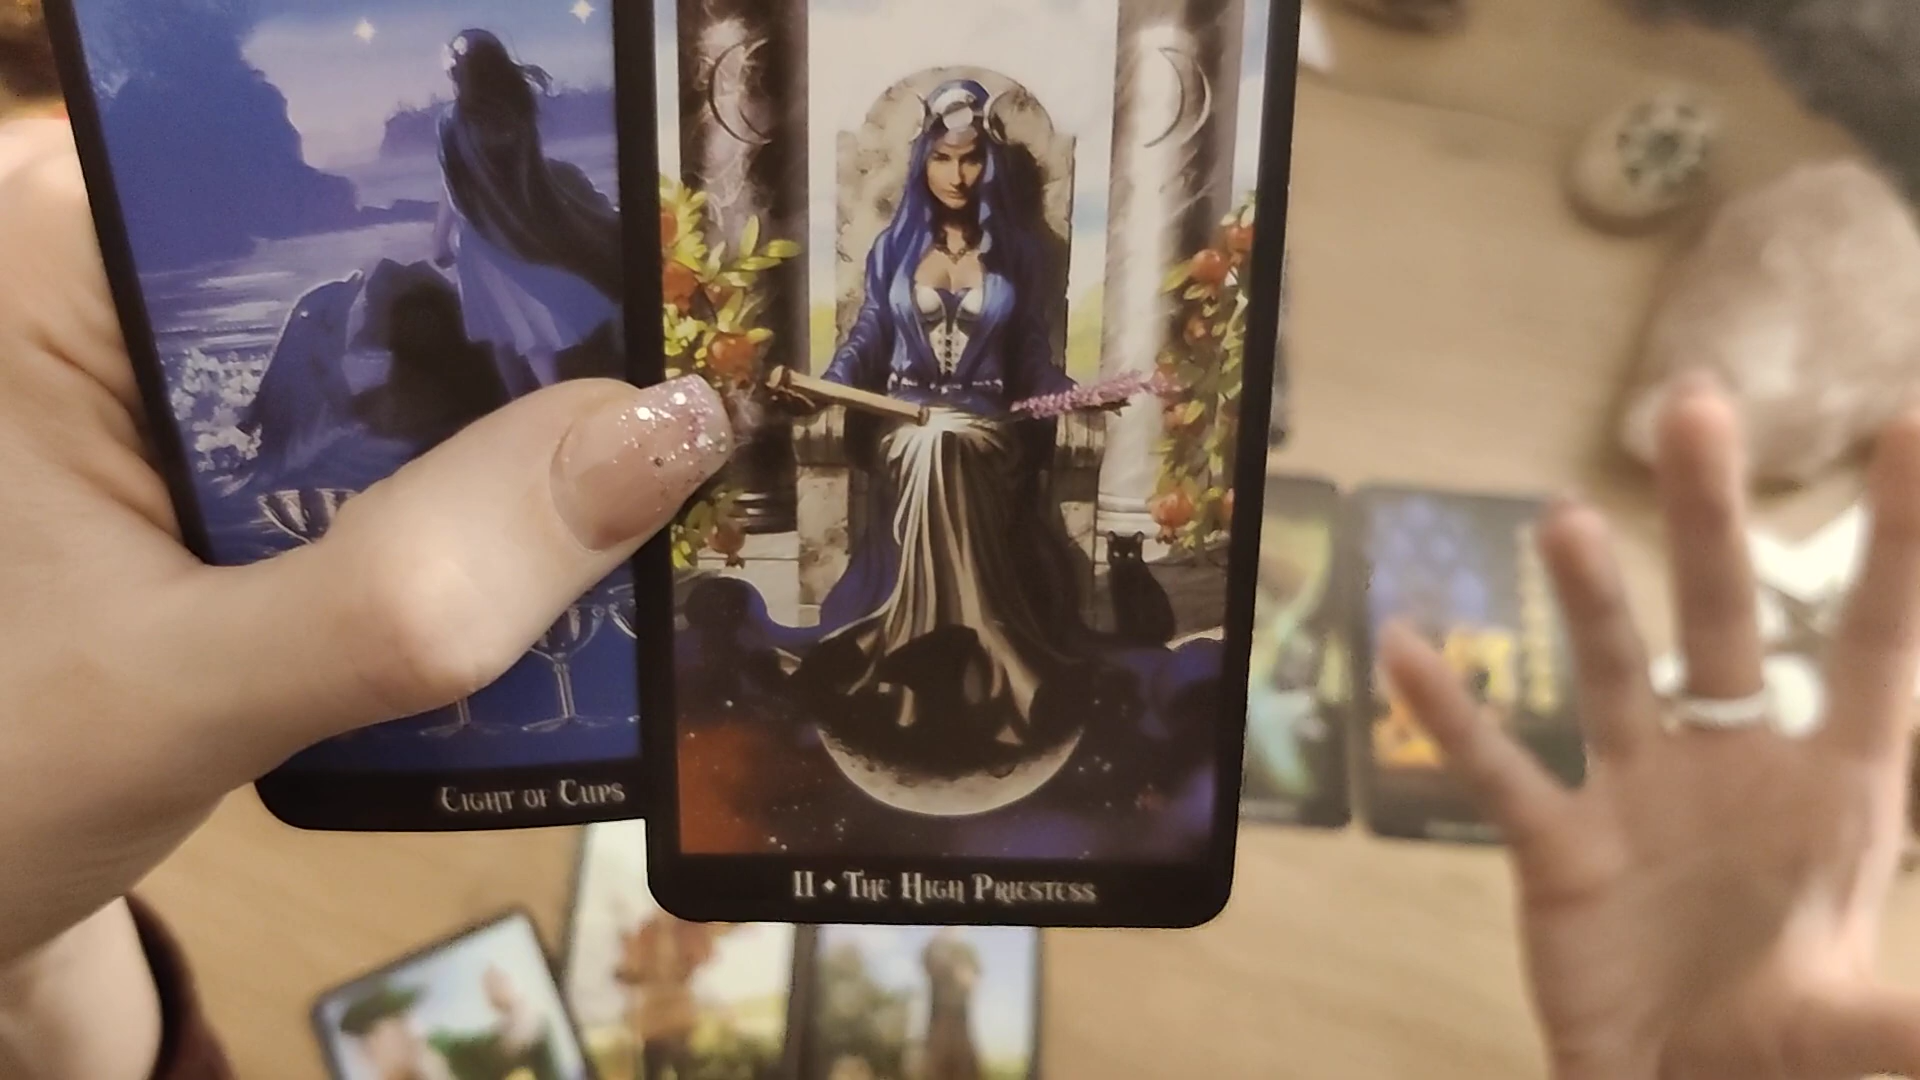 EIGHT OF CUPS
II • THE HIGH PRIESTESS